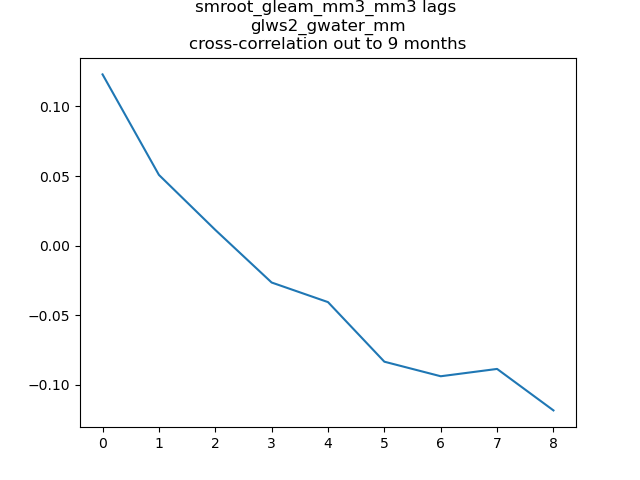 smroot_gleam_mm3_mm3 lags
glws2_gwater_mm
cross-correlation out to 9 months
0.10
0.05
0.00
−0.05
−0.10
0 1 2 3 4 5 6 7 8